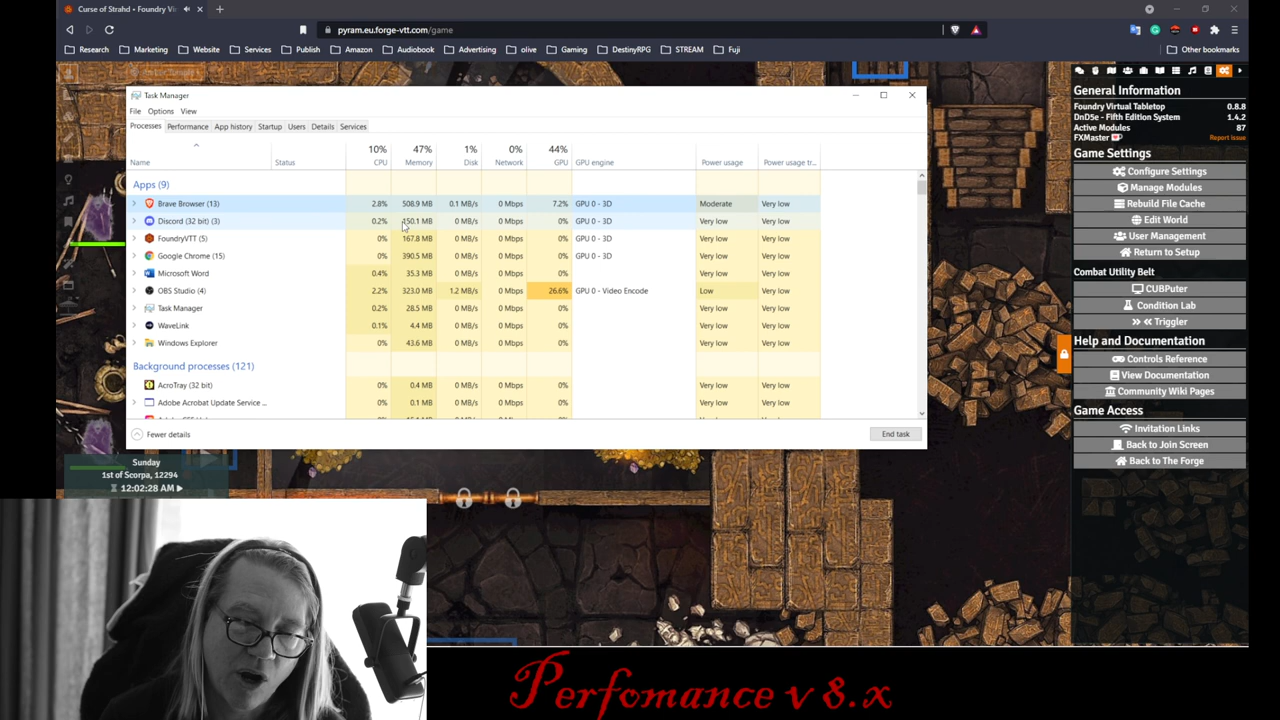 Curse of Strahd • Foundry Vi
pyram.eu.forge-vtt.com/game
Research Marketing Website Services Publish Amazon Audiobook Advertising olive Gaming DestinyRPG STREAM Fuji Other bookmarks
Task Manager
File Options View
Processes Performance App history Startup Users Details Services
10% 47% 1% 0% 44%
Name Status CPU Memory Disk Network GPU GPU engine Power usage Power usage tr...
Apps (9)
Brave Browser (13) 2.8% 508.9 MB 0.1 MB/s 0 Mbps 7.2% GPU 0 - 3D Moderate Very low
Discord (32 bit) (3) 0.2% 150.1 MB 0 MB/s 0 Mbps 0% GPU 0 - 3D Very low Very low
FoundryVTT (5) 0% 167.8 MB 0 MB/s 0 Mbps 0% GPU 0 - 3D Very low Very low
Google Chrome (15) 0% 390.5 MB 0 MB/s 0 Mbps 0% GPU 0 - 3D Very low Very low
Microsoft Word 0.4% 35.3 MB 0 MB/s 0 Mbps 0% Very low Very low
OBS Studio (4) 2.2% 323.0 MB 1.2 MB/s 0 Mbps 26.6% GPU 0 - Video Encode Low Very low
Task Manager 0.2% 28.5 MB 0 MB/s 0 Mbps 0% Very low Very low
WaveLink 0.1% 4.4 MB 0 MB/s 0 Mbps 0% Very low Very low
Windows Explorer 0% 43.6 MB 0 MB/s 0 Mbps 0% Very low Very low
Background processes (121)
AcroTray (32 bit) 0% 0.4 MB 0 MB/s 0 Mbps 0% Very low Very low
Adobe Acrobat Update Service ... 0% 0.1 MB 0 MB/s 0 Mbps 0% Very low Very low
Fewer details End task
General Information
Foundry Virtual Tabletop 0.8.8
DnD5e - Fifth Edition System 1.4.2
Active Modules 87
FXMaster Report Issue
Game Settings
Configure Settings
Manage Modules
Rebuild File Cache
Edit World
User Management
Return to Setup
Combat Utility Belt
CUBPuter
Condition Lab
>> << Triggler
Help and Documentation
Controls Reference
View Documentation
Community Wiki Pages
Game Access
Invitation Links
Back to Join Screen
Back to The Forge
Sunday
1st of Scorpa, 12294
12:02:28 AM
Perfomance v 8.x